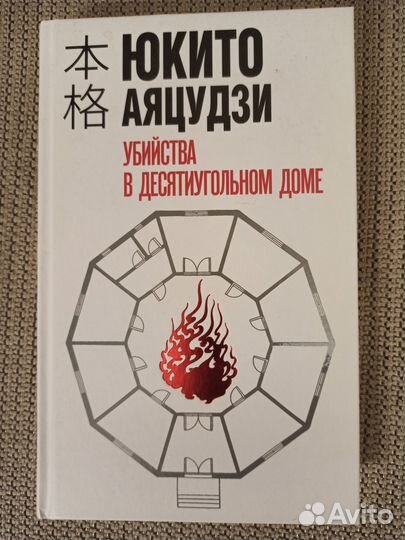 本格
ЮКИТО
АЯЦУДЗИ
УБИЙСТВА
В ДЕСЯТИУГОЛЬНОМ ДОМЕ
Avito